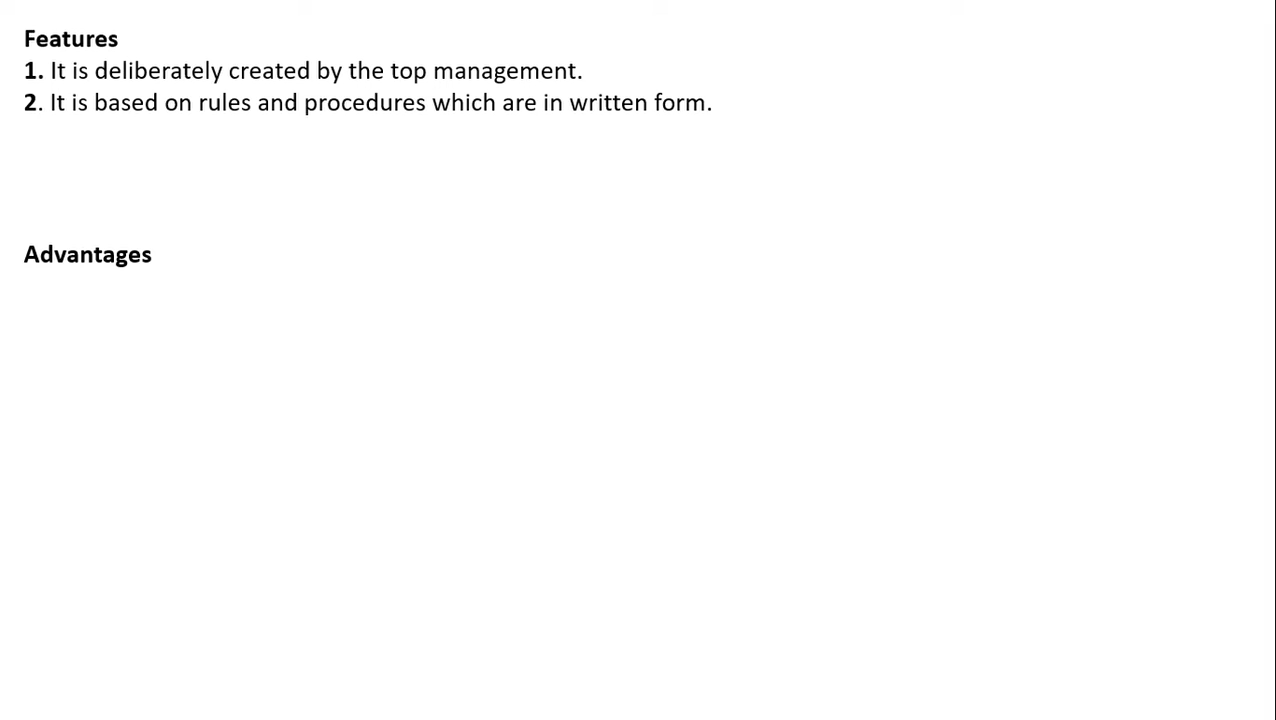 Features
1. It is deliberately created by the top management.
2. It is based on rules and procedures which are in written form.
Advantages